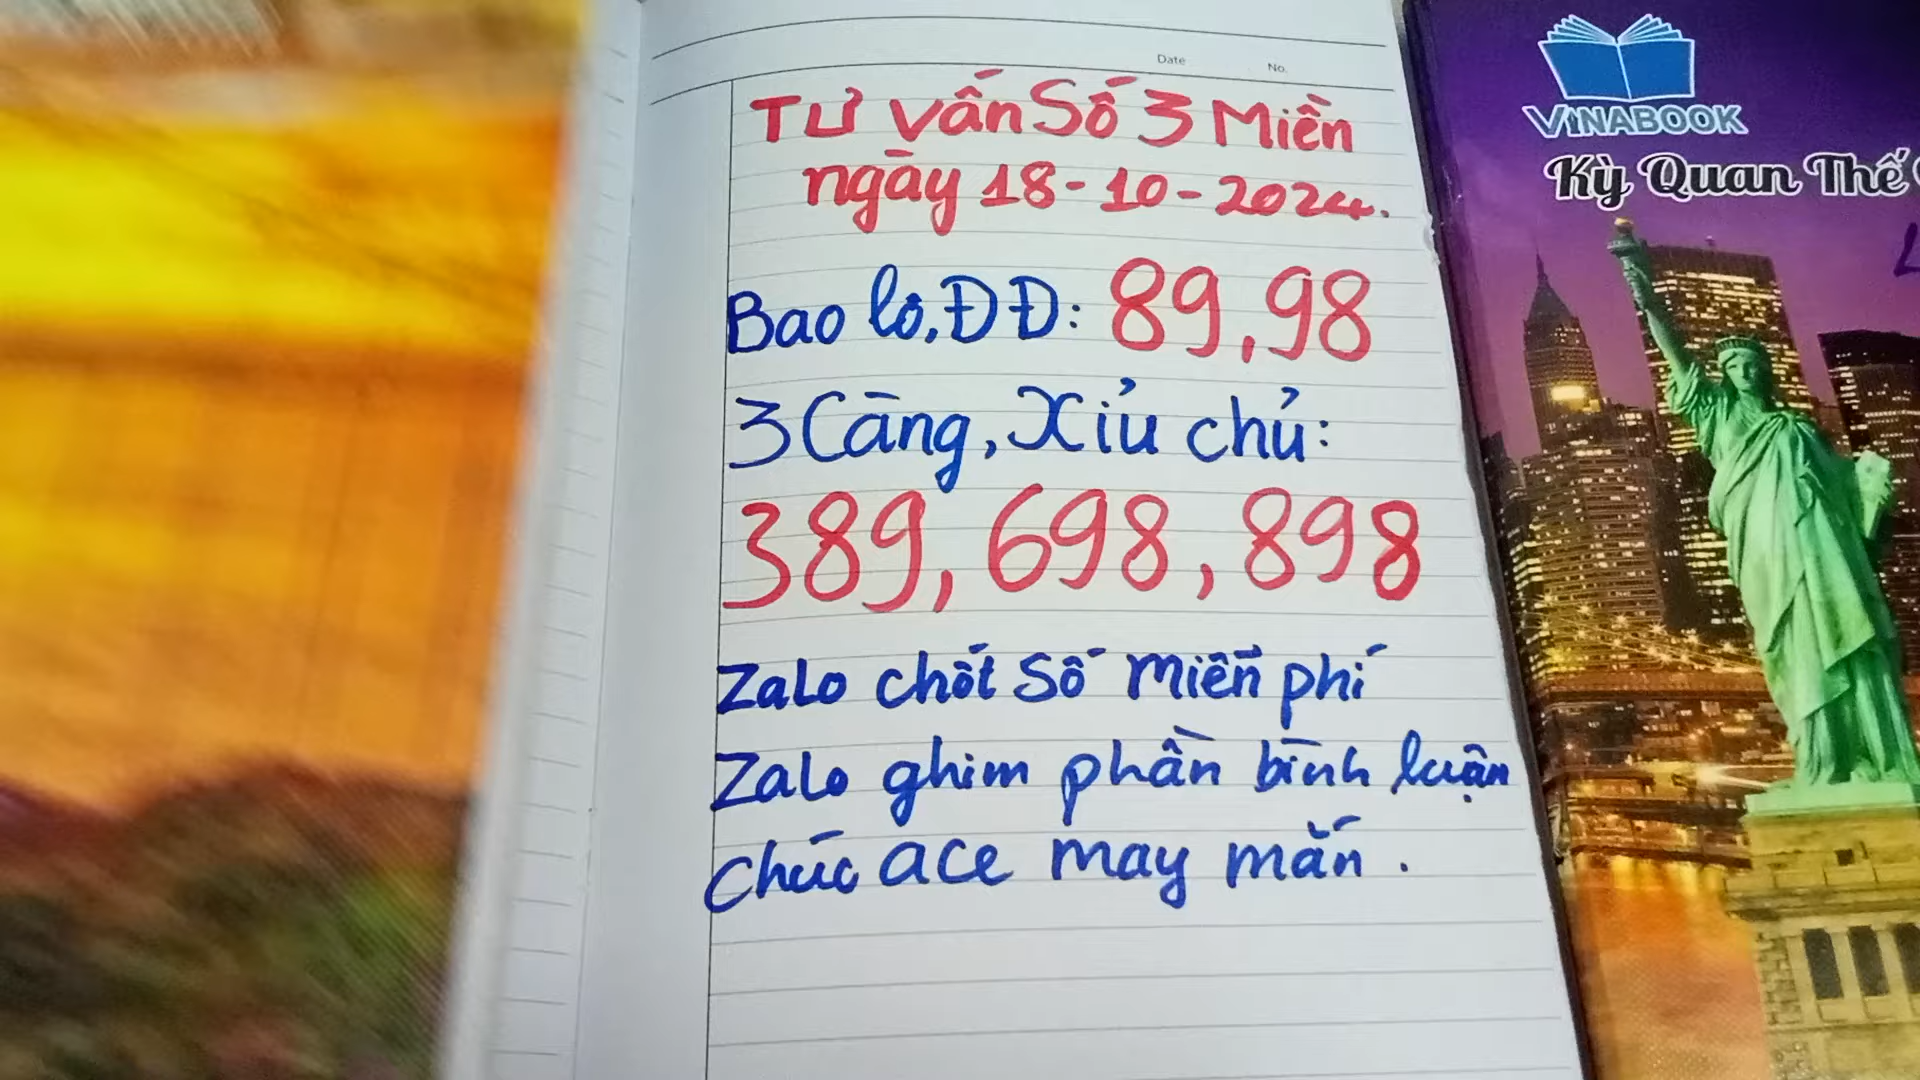 Date No.
Tư vấn Số 3 Miền
ngày 18-10-2024.
Bao lô, ĐĐ: 89, 98
3 Càng, Xỉu chủ:
389, 698, 898
Zalo chốt Số Miễn phí
Zalo ghim phần bình luận
Chúc ace may mắn.
VINABOOK
Kỳ Quan Thế